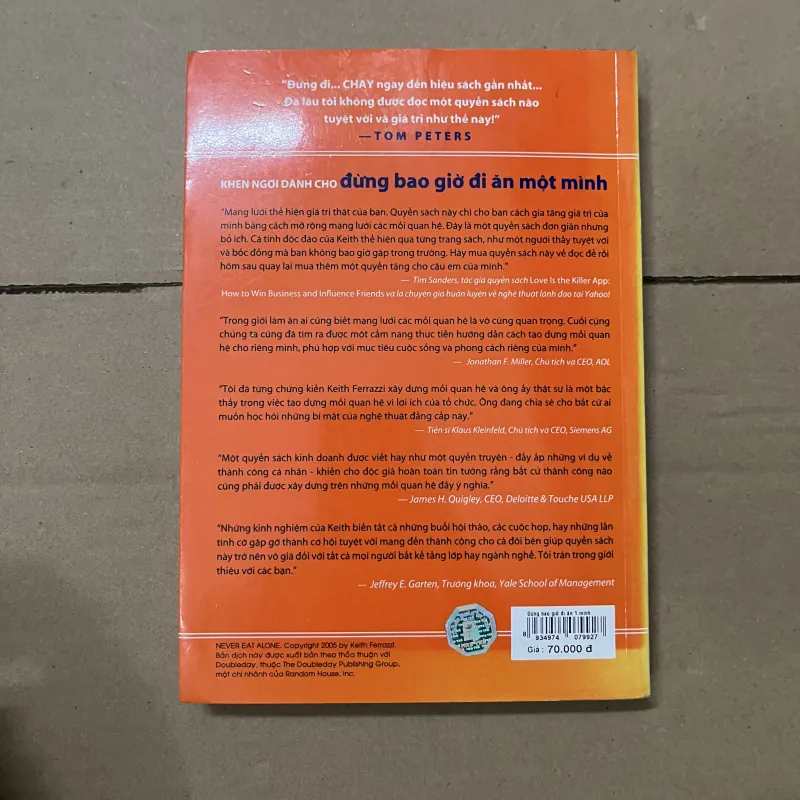 “Đừng đi... CHẠY ngay đến hiệu sách gần nhất...
Đã lâu tôi không được đọc một quyển sách nào
tuyệt vời và giá trị như thế này!”
— TOM PETERS
KHEN NGỢI DÀNH CHO đừng bao giờ đi ăn một mình
“Mạng lưới thể hiện giá trị thật của bạn. Quyển sách này chỉ cho bạn cách gia tăng giá trị của
mình bằng cách mở rộng mạng lưới các mối quan hệ. Đây là một quyển sách đơn giản nhưng
bổ ích. Cá tính độc đáo của Keith thể hiện qua từng trang sách, như một người thầy tuyệt vời
và bốc đồng mà bạn không bao giờ gặp trong trường. Hãy mua quyển sách này về đọc để rồi
hôm sau quay lại mua thêm một quyển tặng cho cậu em của mình.”
— Tim Sanders, tác giả quyển sách Love Is the Killer App:
How to Win Business and Influence Friends và là chuyên gia huấn luyện về nghệ thuật lãnh đạo tại Yahoo!
“Trong giới làm ăn ai cũng biết mạng lưới các mối quan hệ là vô cùng quan trọng. Cuối cùng
chúng ta cũng đã tìm ra được một cẩm nang thực tiễn hướng dẫn cách tạo dựng mối quan
hệ cho riêng mình, phù hợp với mục tiêu cuộc sống và phong cách riêng của mình.”
— Jonathan F. Miller, Chủ tịch và CEO, AOL
“Tôi đã từng chứng kiến Keith Ferrazzi xây dựng mối quan hệ và ông ấy thật sự là một bậc
thầy trong việc tạo dựng mối quan hệ vì lợi ích của tổ chức. Ông đang chia sẻ cho bất cứ ai
muốn học hỏi những bí mật của nghệ thuật đẳng cấp này.”
— Tiến sĩ Klaus Kleinfeld, Chủ tịch và CEO, Siemens AG
“Một quyển sách kinh doanh được viết hay như một quyển truyện - đầy ắp những ví dụ về
thành công cá nhân - khiến cho độc giả hoàn toàn tin tưởng rằng bất cứ thành công nào
cũng phải được xây dựng trên những mối quan hệ đầy ý nghĩa.”
— James H. Quigley, CEO, Deloitte & Touche USA LLP
“Những kinh nghiệm của Keith biến tất cả những buổi hội thảo, các cuộc họp, hay những lần
tình cờ gặp gỡ thành cơ hội tuyệt vời mang đến thành công cho cả đôi bên giúp quyển sách
này trở nên vô giá đối với tất cả mọi người bất kể tầng lớp hay ngành nghề. Tôi trân trọng giới
thiệu với các bạn.”
— Jeffrey E. Garten, Trưởng khoa, Yale School of Management
NEVER EAT ALONE. Copyright 2005 by Keith Ferrazzi.
Bản dịch này được xuất bản theo thỏa thuận với
Doubleday, thuộc The Doubleday Publishing Group,
một chi nhánh của Random House, Inc.
Đừng bao giờ đi ăn 1 mình
8 934974 079927
Giá : 70.000 đ